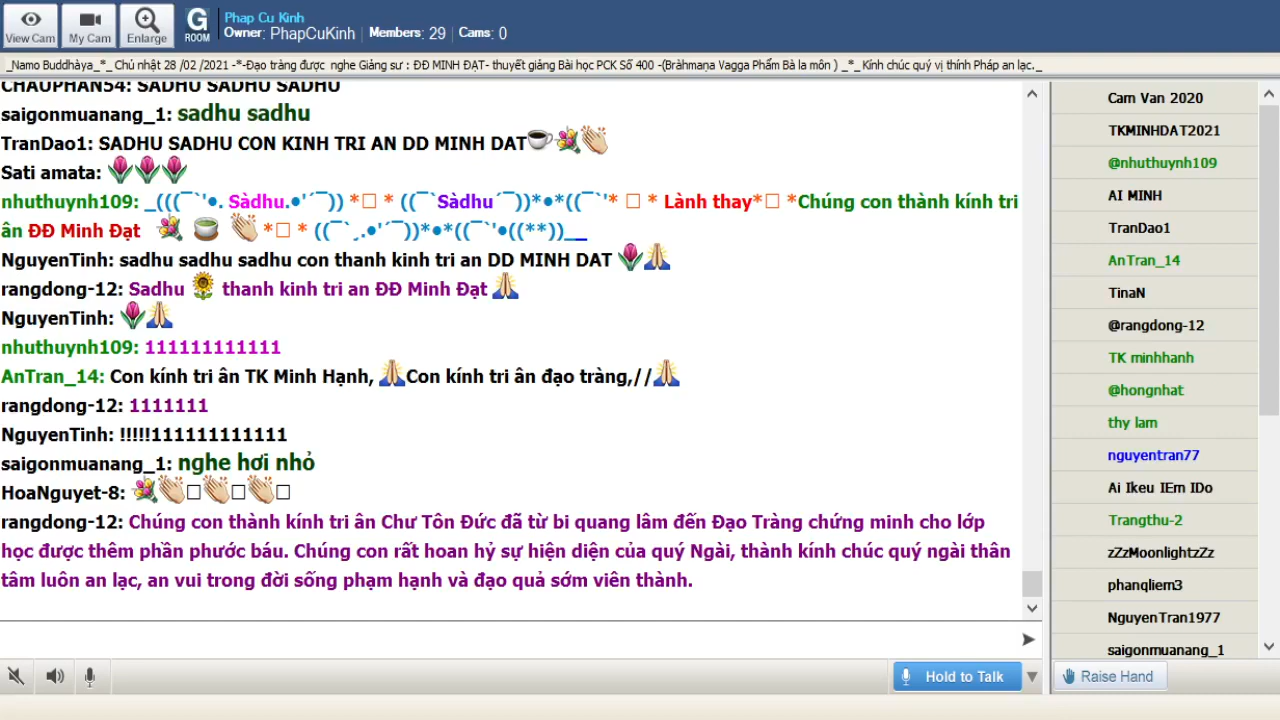 View Cam
My Cam
Enlarge
G
ROOM
Phap Cu Kinh
Owner: PhapCuKinh | Members: 29 | Cams: 0
_Namo Buddhàya_*_ Chủ nhật 28 /02 /2021 -*-Đạo tràng được nghe Giảng sư : ĐĐ MINH ĐẠT- thuyết giảng Bài học PCK Số 400 -(Bràhmaṇa Vagga Phẩm Bà la môn ) _*_ Kính chúc quý vị thính Pháp an lạc._
CHAUPHAN54: SADHU SADHU SADHU
saigonmuanang_1: sadhu sadhu
TranDao1: SADHU SADHU CON KINH TRI AN DD MINH DAT☕💐👏
Sati amata: 🌷🌷🌷
nhuthuynh109: _(((¯`'•. Sàdhu.•'´¯)) *□ * ((¯`Sàdhu´¯))*•*((¯`'* □ * Lành thay*□ *Chúng con thành kính tri
ân ĐĐ Minh Đạt 💐 🍵 👏 *□ * ((¯`¸.•'´¯))*•*((¯`'•((**))__
NguyenTinh: sadhu sadhu sadhu con thanh kinh tri an DD MINH DAT 🌷🙏
rangdong-12: Sadhu 🌻 thanh kinh tri an ĐĐ Minh Đạt 🙏
NguyenTinh: 🌷🙏
nhuthuynh109: 111111111111
AnTran_14: Con kính tri ân TK Minh Hạnh, 🙏Con kính tri ân đạo tràng,//🙏
rangdong-12: 1111111
NguyenTinh: !!!!!111111111111
saigonmuanang_1: nghe hơi nhỏ
HoaNguyet-8: 💐👏□👏□👏□
rangdong-12: Chúng con thành kính tri ân Chư Tôn Đức đã từ bi quang lâm đến Đạo Tràng chứng minh cho lớp
học được thêm phần phước báu. Chúng con rất hoan hỷ sự hiện diện của quý Ngài, thành kính chúc quý ngài thân
tâm luôn an lạc, an vui trong đời sống phạm hạnh và đạo quả sớm viên thành.
Hold to Talk
Cam Van 2020
TKMINHDAT2021
@nhuthuynh109
AI MINH
TranDao1
AnTran_14
TinaN
@rangdong-12
TK minhhanh
@hongnhat
thy lam
nguyentran77
Ai Ikeu IEm IDo
Trangthu-2
zZzMoonlightzZz
phanqliem3
NguyenTran1977
saigonmuanang_1
Raise Hand